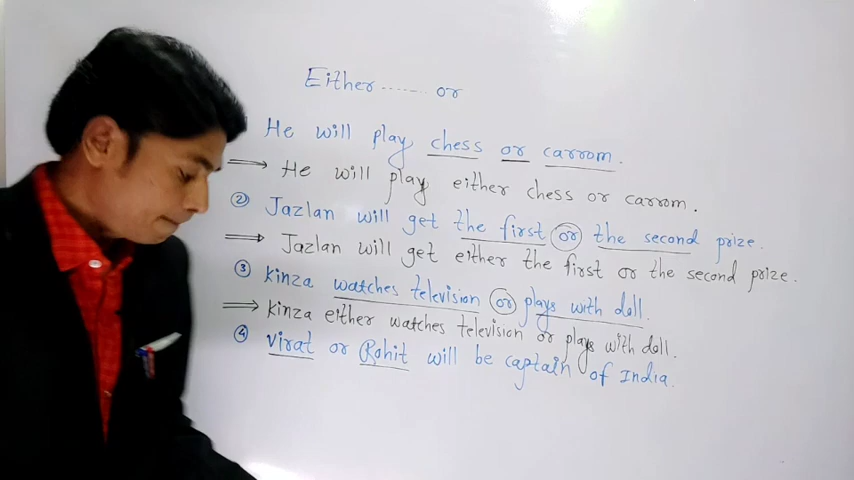 Either ...... or
He will play chess or carrom.
⟹ He will play either chess or carrom.
② Jazlan will get the first or the second prize.
⟹ Jazlan will get either the first or the second prize.
③ Kinza watches television or plays with doll.
⟹ Kinza either watches television or plays with doll.
④ Virat or Rohit will be captain of India.